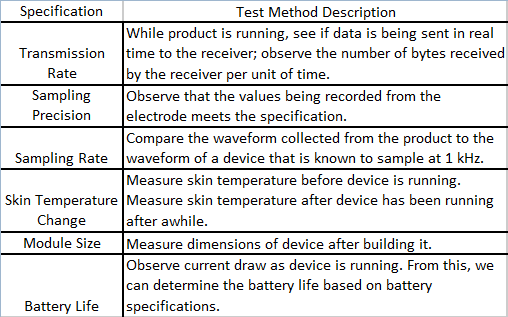 Specification
Test Method Description
While product is running, see if data is being sent in real
Transmission
time to the receiver; observe the number of bytes received
Rate
by the receiver per unit of time.
Sampling
Observe that the values being recorded from the
Precision
electrode meets the specification.
Compare the waveform collected from the product to the
Sampling Rate
waveform of a device that is known to sample at 1 kHz.
Measure skin temperature before device is running.
Skin Temperature
Measure skin temperature after device has been running
Change
after awhile.
Module Size
Measure dimensions of device after building it.
Observe current draw as device is running. From this, we
can determine the battery life based on battery
Battery Life
specifications.